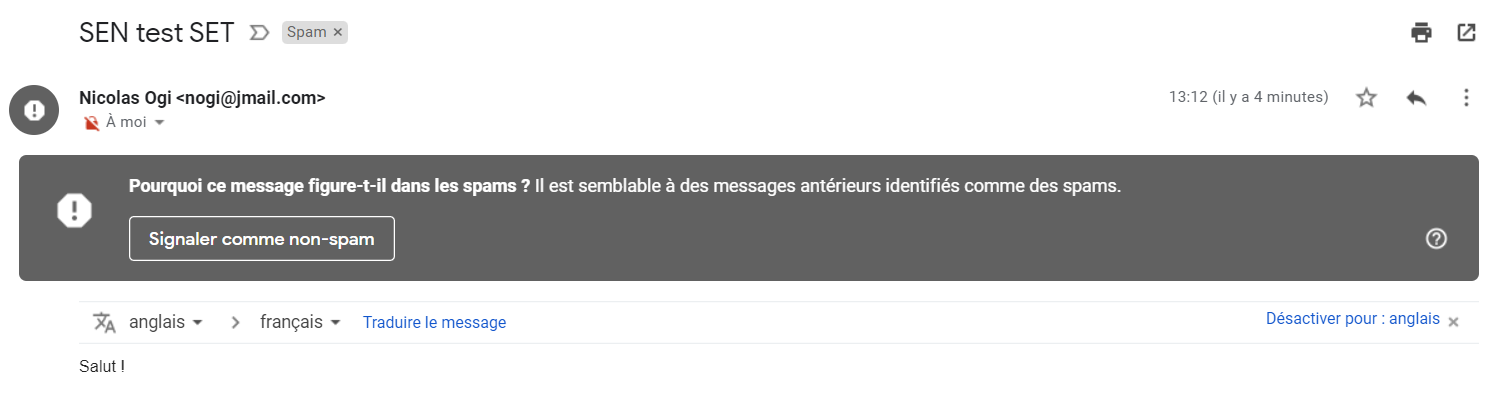 SEN test SET Spam ×
Nicolas Ogi <nogi@jmail.com> 13:12 (il y a 4 minutes)
À moi
Pourquoi ce message figure-t-il dans les spams ? Il est semblable à des messages antérieurs identifiés comme des spams.
Signaler comme non-spam
anglais > français Traduire le message Désactiver pour : anglais ×
Salut !